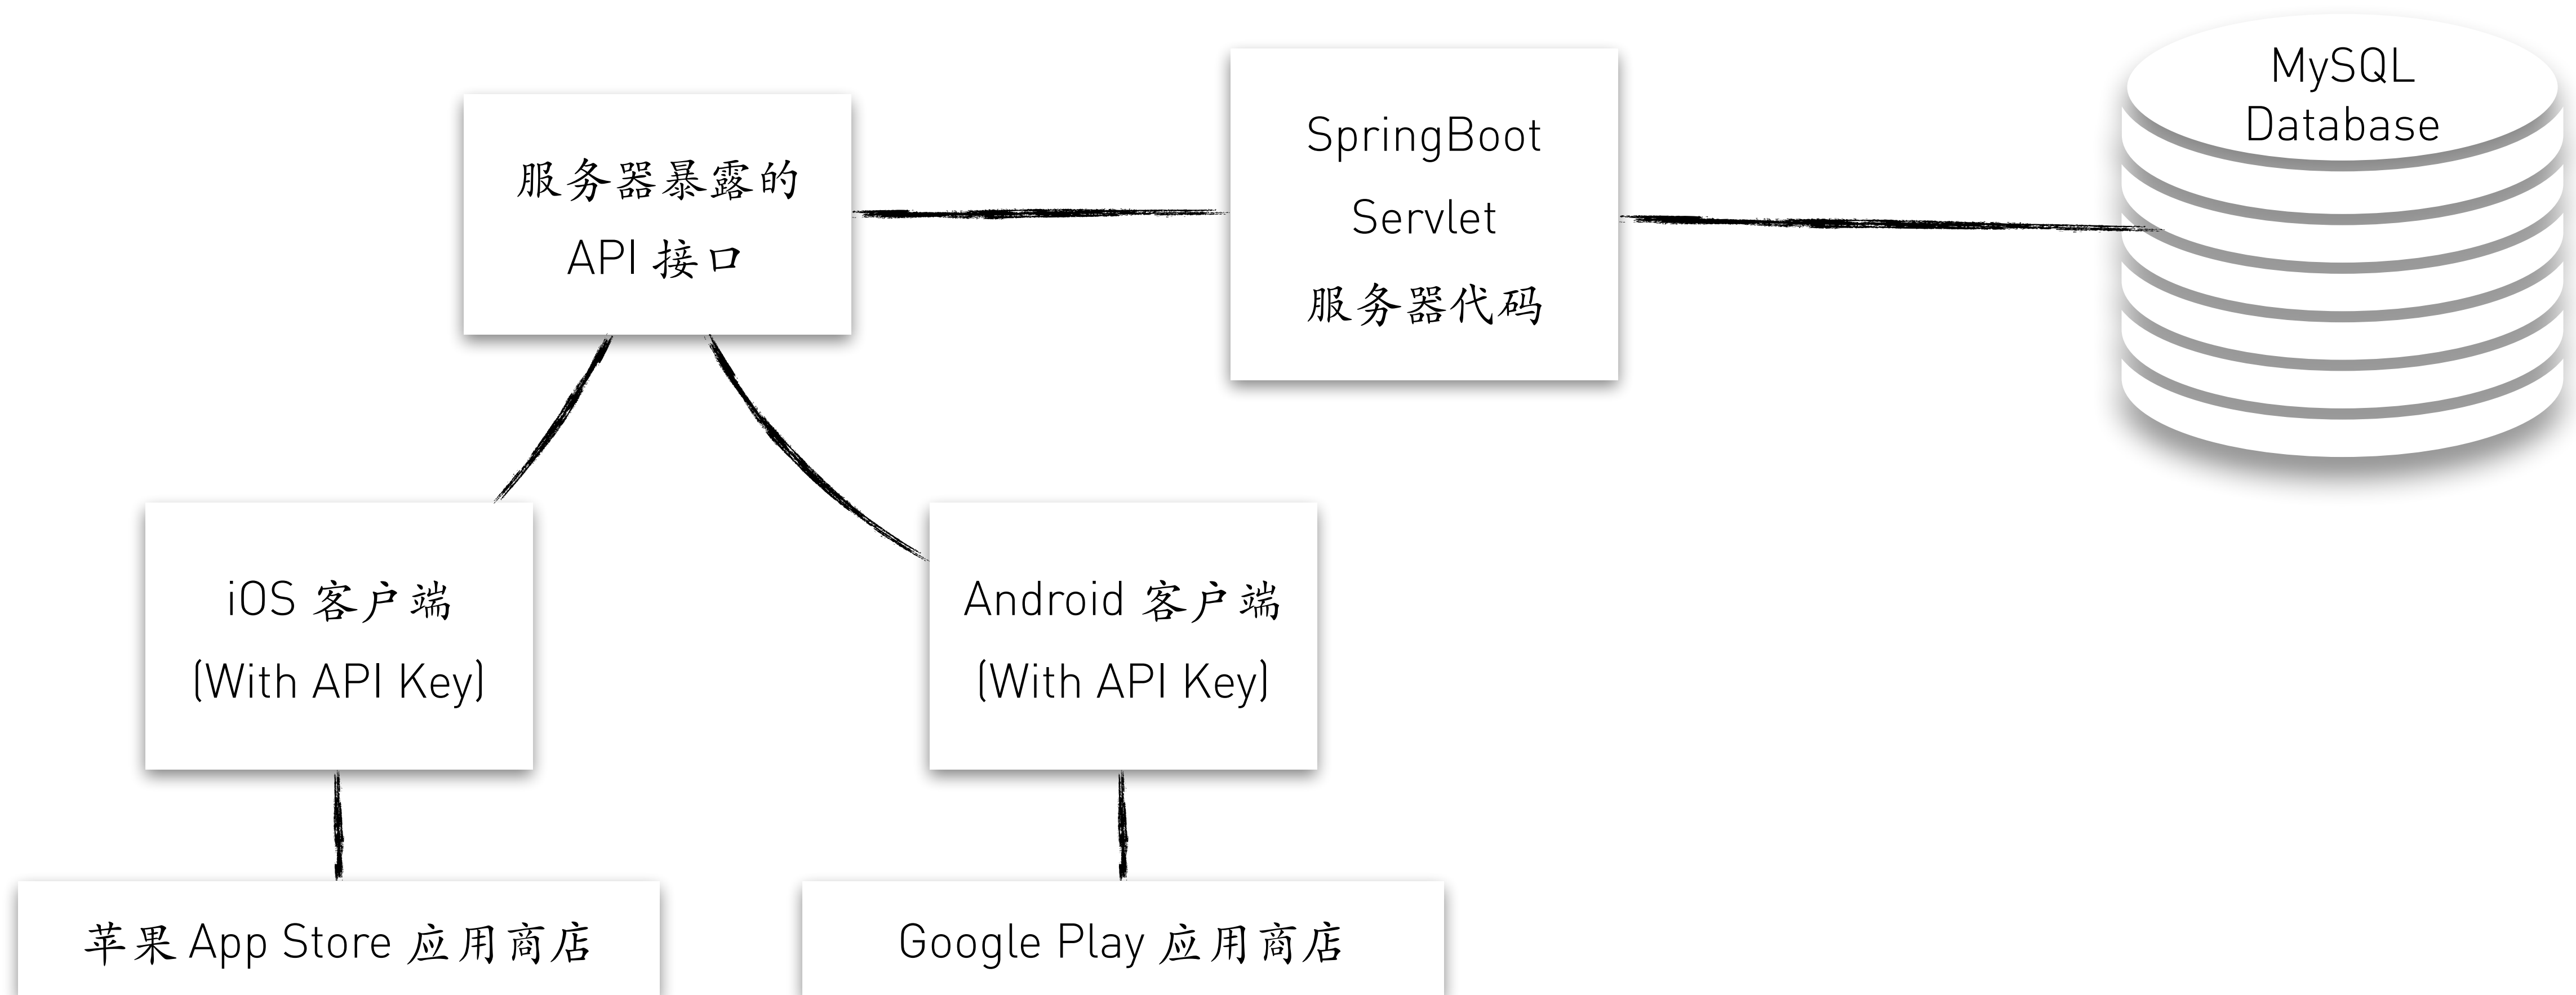 MySQL
Database
SpringBoot
Servlet
服务器代码
服务器暴露的
API 接口
iOS 客户端
(With API Key)
Android 客户端
(With API Key)
苹果 App Store 应用商店
Google Play 应用商店